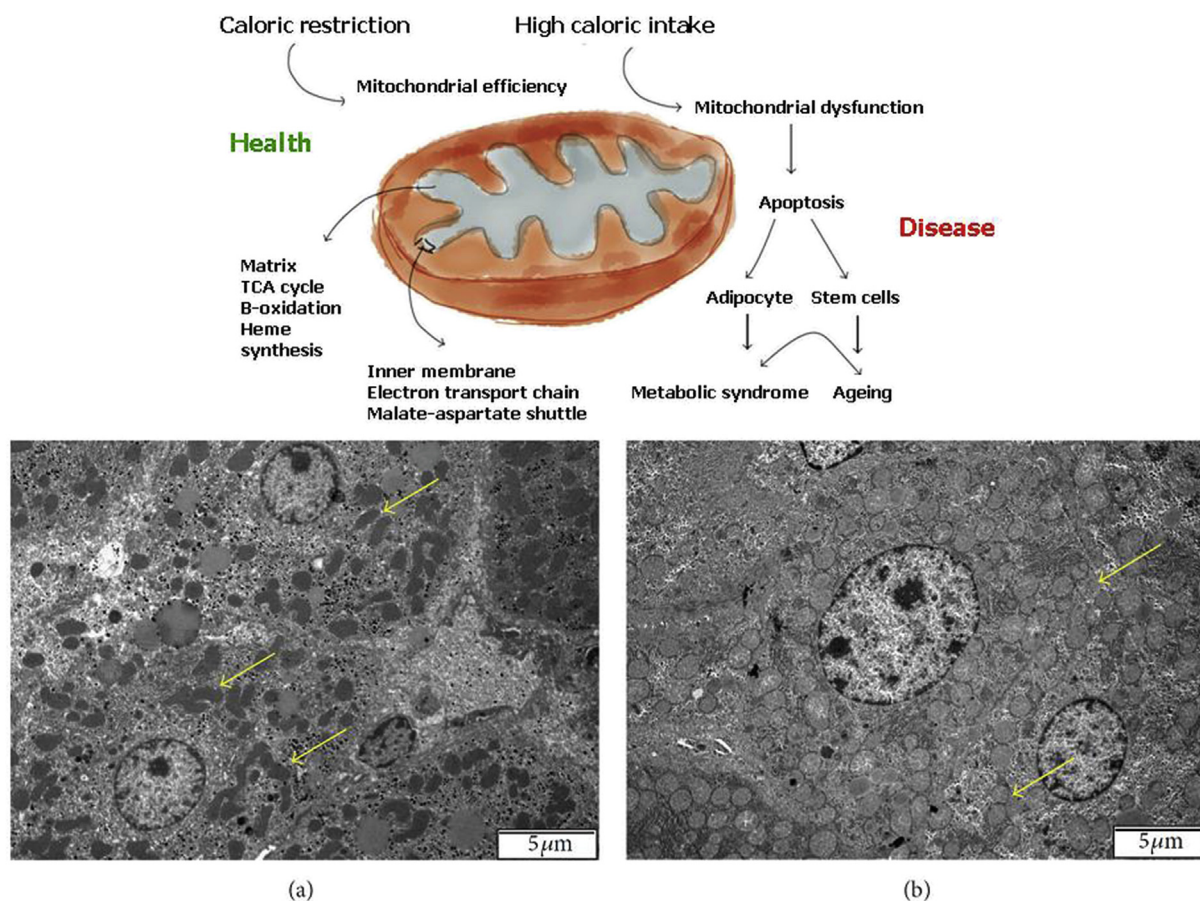 Caloric restriction
High caloric intake
Mitochondrial efficiency
Mitochondrial dysfunction
Health
Apoptosis
Disease
Matrix
TCA cycle
B-oxidation
Heme
synthesis
Adipocyte
Stem cells
Inner membrane
Electron transport chain
Malate-aspartate shuttle
Metabolic syndrome
Ageing
5μm
5μm
(a)
(b)